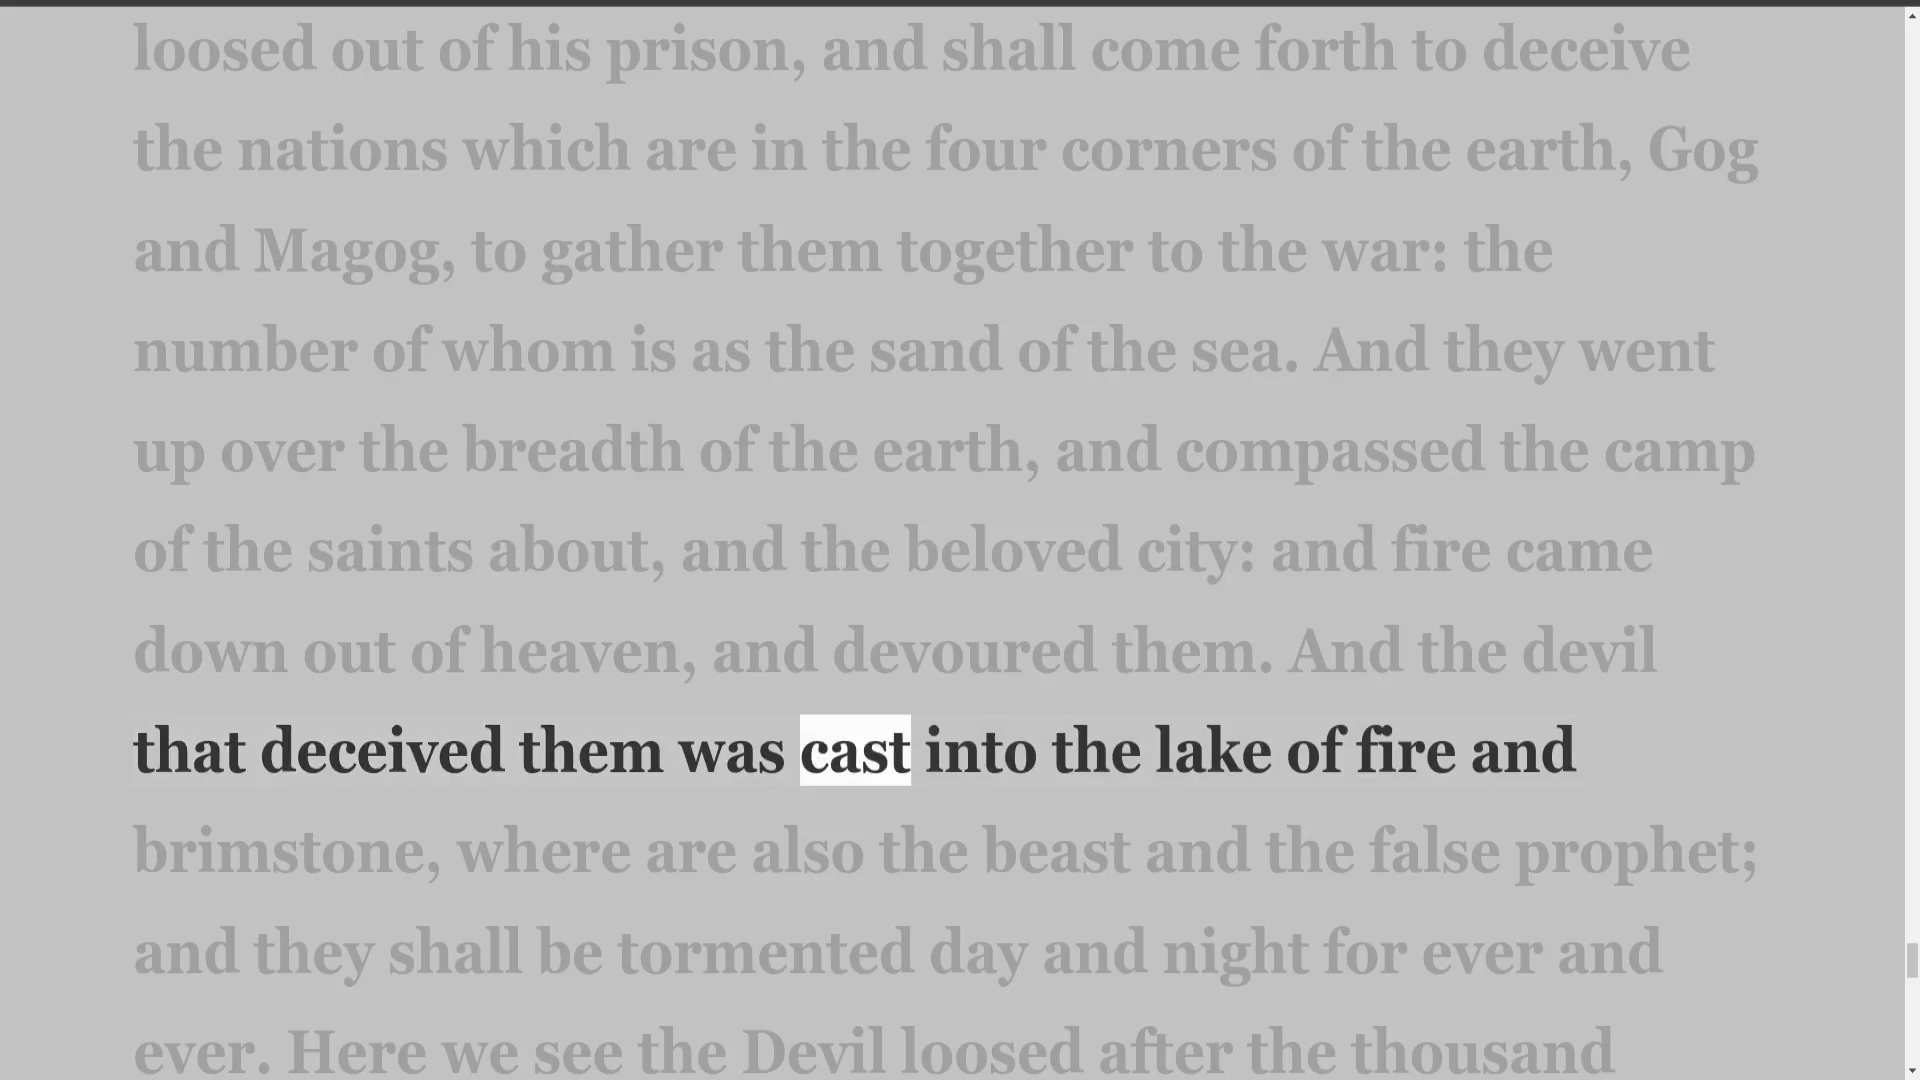 loosed out of his prison, and shall come forth to deceive
the nations which are in the four corners of the earth, Gog
and Magog, to gather them together to the war: the
number of whom is as the sand of the sea. And they went
up over the breadth of the earth, and compassed the camp
of the saints about, and the beloved city: and fire came
down out of heaven, and devoured them. And the devil
that deceived them was cast into the lake of fire and
brimstone, where are also the beast and the false prophet;
and they shall be tormented day and night for ever and
ever. Here we see the Devil loosed after the thousand